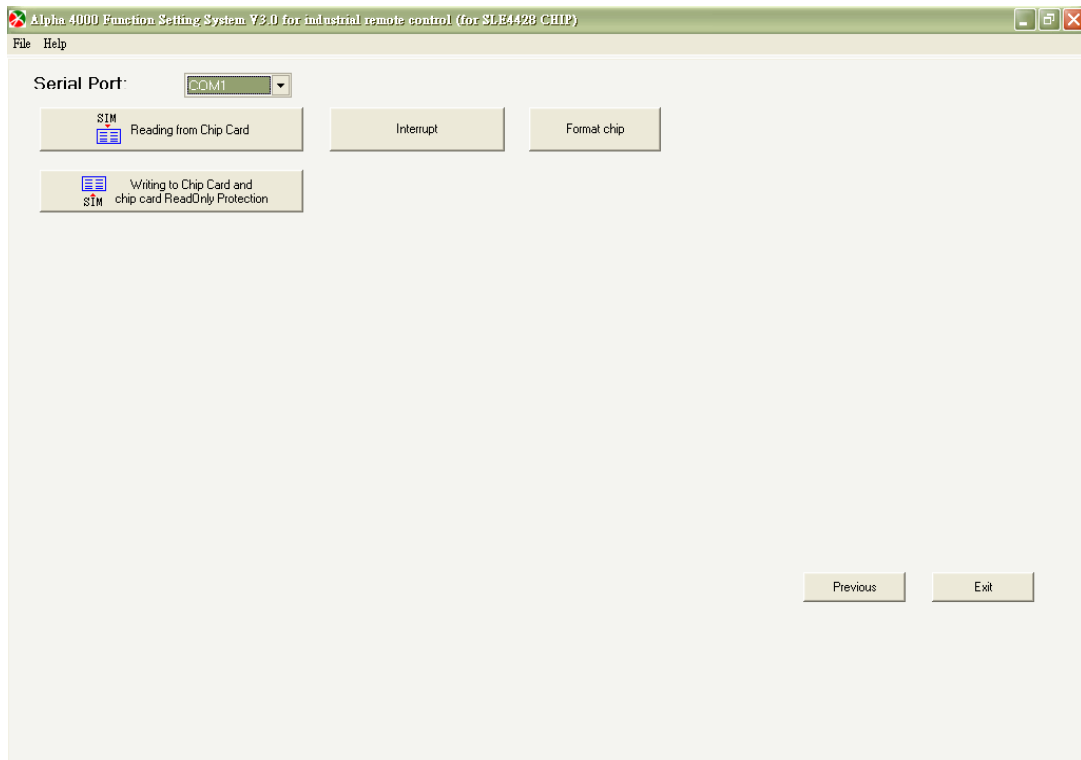 Alpha 4000 Function Setting System V3.0 for industrial remote control (for SLE4428 CHIP)
File Help
Serial Port:
COM1
SIM
Reading from Chip Card
Interrupt
Format chip
Writing to Chip Card and
SIM chip card ReadOnly Protection
Previous
Exit